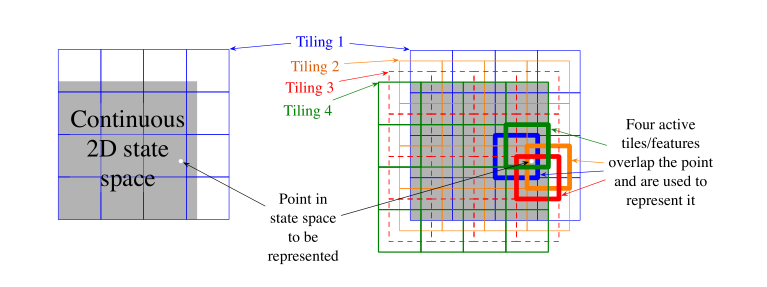 Tiling 1
Tiling 2
Tiling 3
Tiling 4
Continuous
2D state
space
Point in
state space
to be
represented
Four active
tiles/features
overlap the point
and are used to
represent it